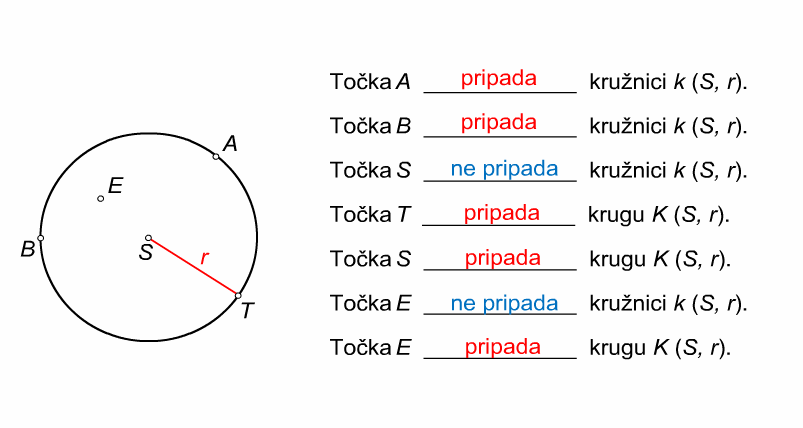 Točka A pripada kružnici k (S, r).
Točka B pripada kružnici k (S, r).
Točka S ne pripada kružnici k (S, r).
Točka T pripada krugu K (S, r).
Točka S pripada krugu K (S, r).
Točka E ne pripada kružnici k (S, r).
Točka E pripada krugu K (S, r).
A
E
B
S
r
T